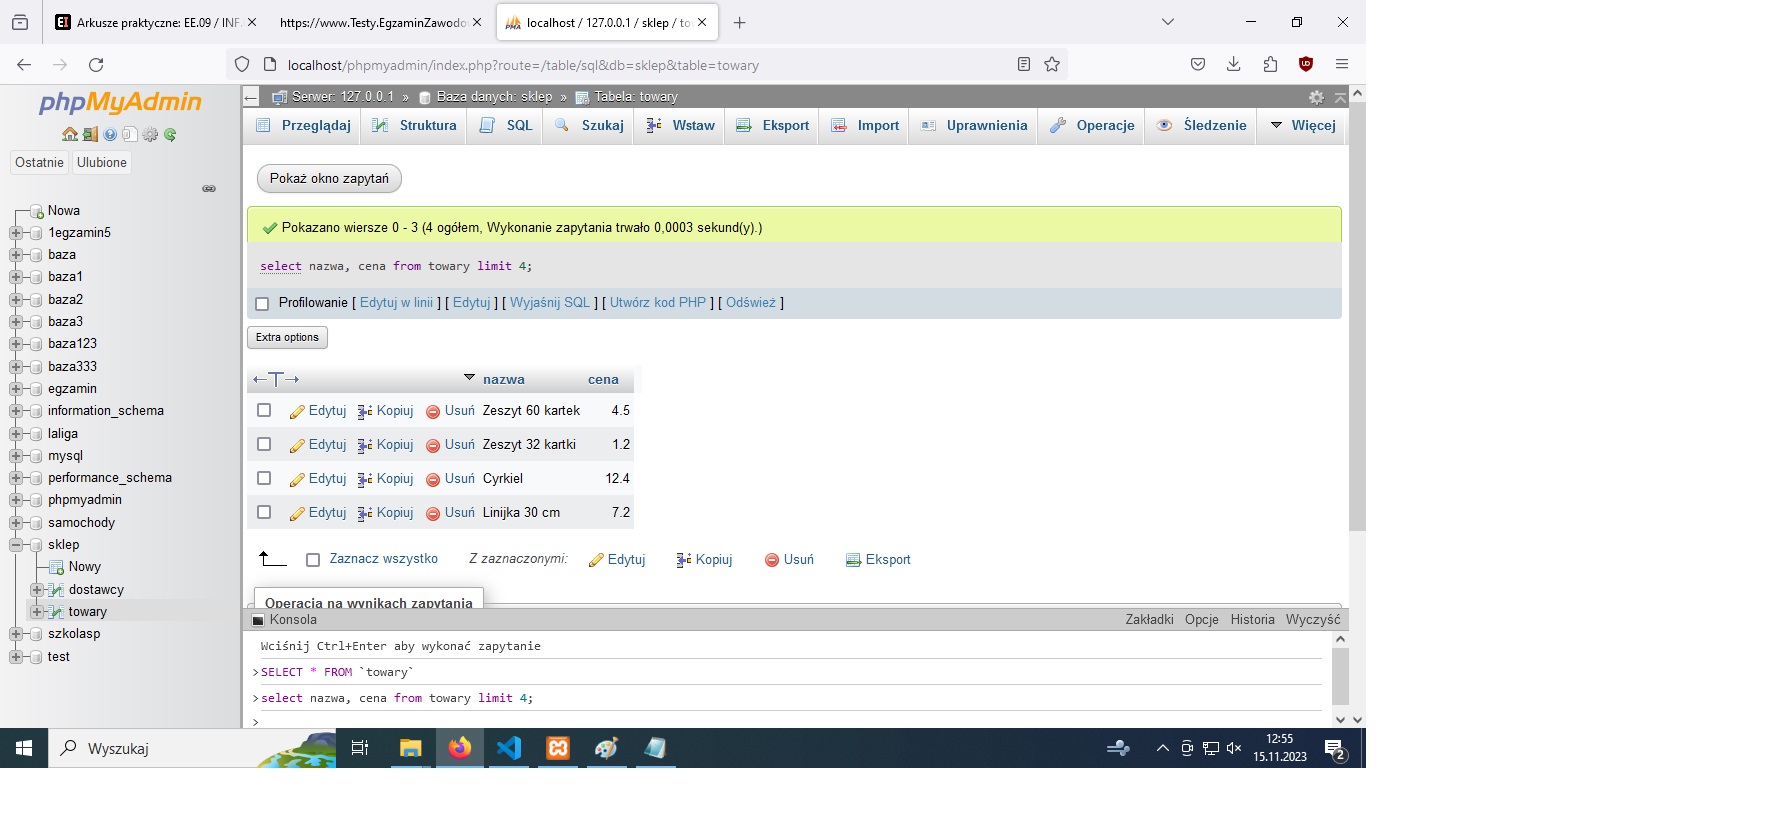 Arkusze praktyczne: EE.09 / INF
https://www.Testy.EgzaminZawodo
localhost / 127.0.0.1 / sklep / to
localhost/phpmyadmin/index.php?route=/table/sql&db=sklep&table=towary
phpMyAdmin
Ostatnie Ulubione
Nowa
1egzamin5
baza
baza1
baza2
baza3
baza123
baza333
egzamin
information_schema
laliga
mysql
performance_schema
phpmyadmin
samochody
sklep
Nowy
dostawcy
towary
szkolasp
test
Serwer: 127.0.0.1 » Baza danych: sklep » Tabela: towary
Przeglądaj Struktura SQL Szukaj Wstaw Eksport Import Uprawnienia Operacje Śledzenie Więcej
Pokaż okno zapytań
Pokazano wiersze 0 - 3 (4 ogółem, Wykonanie zapytania trwało 0,0003 sekund(y).)
select nazwa, cena from towary limit 4;
Profilowanie [ Edytuj w linii ] [ Edytuj ] [ Wyjaśnij SQL ] [ Utwórz kod PHP ] [ Odśwież ]
Extra options
←T→ nazwa cena
Edytuj Kopiuj Usuń Zeszyt 60 kartek 4.5
Edytuj Kopiuj Usuń Zeszyt 32 kartki 1.2
Edytuj Kopiuj Usuń Cyrkiel 12.4
Edytuj Kopiuj Usuń Linijka 30 cm 7.2
Zaznacz wszystko Z zaznaczonymi: Edytuj Kopiuj Usuń Eksport
Operacja na wynikach zapytania
Konsola Zakładki Opcje Historia Wyczyść
Wciśnij Ctrl+Enter aby wykonać zapytanie
>SELECT * FROM `towary`
>select nazwa, cena from towary limit 4;
>
Wyszukaj
12:55
15.11.2023
2